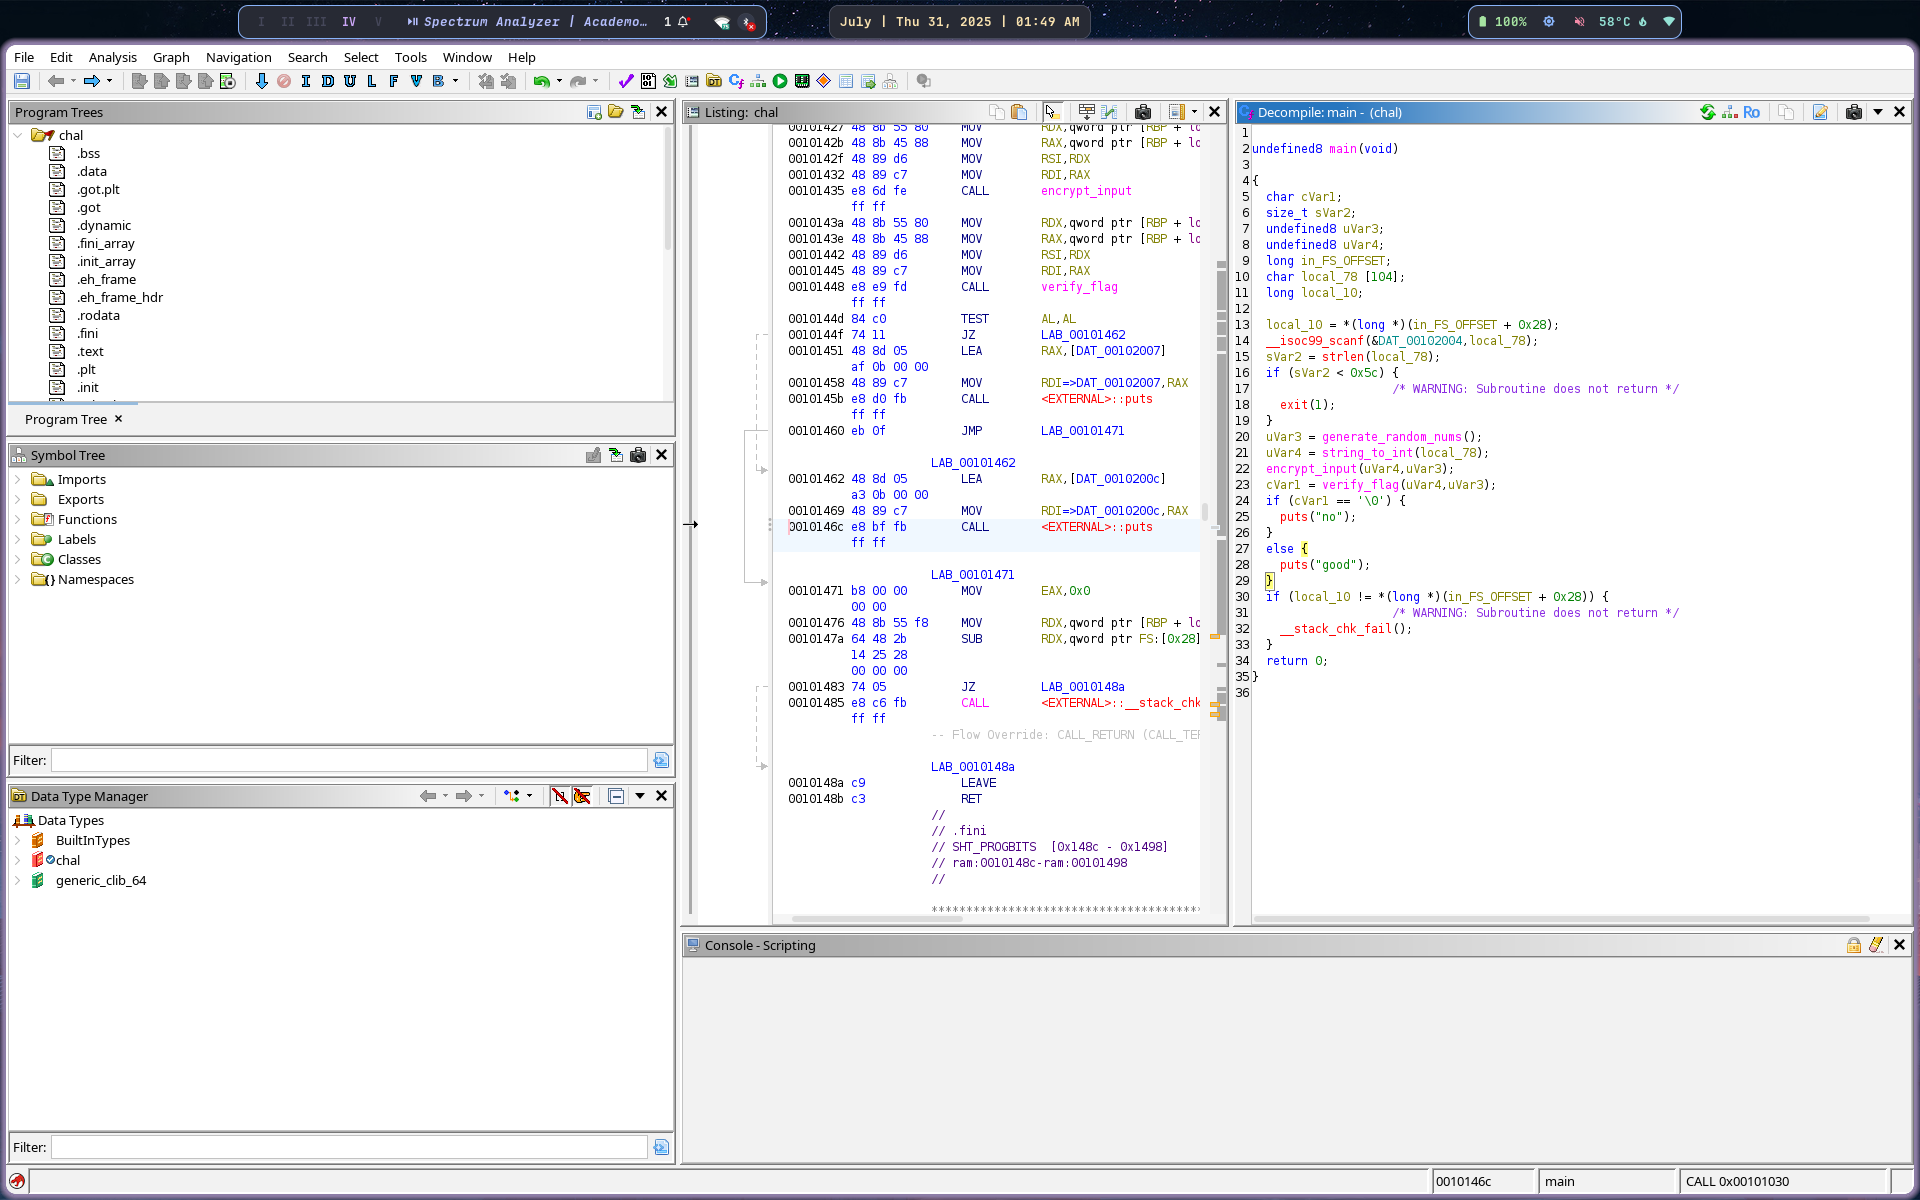 I II III IV V
Spectrum Analyzer | Academo… 1
July | Thu 31, 2025 | 01:49 AM
100% 58°C
File Edit Analysis Graph Navigation Search Select Tools Window Help
I D U L F V B
Program Trees
chal
.bss
.data
.got.plt
.got
.dynamic
.fini_array
.init_array
.eh_frame
.eh_frame_hdr
.rodata
.fini
.text
.plt
.init
Program Tree
Symbol Tree
Imports
Exports
Functions
Labels
Classes
Namespaces
Filter:
Data Type Manager
Data Types
BuiltInTypes
chal
generic_clib_64
Filter:
Listing: chal
00101427 48 8b 55 80 MOV RDX,qword ptr [RBP + lo
0010142b 48 8b 45 88 MOV RAX,qword ptr [RBP + lo
0010142f 48 89 d6 MOV RSI,RDX
00101432 48 89 c7 MOV RDI,RAX
00101435 e8 6d fe CALL encrypt_input
ff ff
0010143a 48 8b 55 80 MOV RDX,qword ptr [RBP + lo
0010143e 48 8b 45 88 MOV RAX,qword ptr [RBP + lo
00101442 48 89 d6 MOV RSI,RDX
00101445 48 89 c7 MOV RDI,RAX
00101448 e8 e9 fd CALL verify_flag
ff ff
0010144d 84 c0 TEST AL,AL
0010144f 74 11 JZ LAB_00101462
00101451 48 8d 05 LEA RAX,[DAT_00102007]
af 0b 00 00
00101458 48 89 c7 MOV RDI=>DAT_00102007,RAX
0010145b e8 d0 fb CALL <EXTERNAL>::puts
ff ff
00101460 eb 0f JMP LAB_00101471
LAB_00101462
00101462 48 8d 05 LEA RAX,[DAT_0010200c]
a3 0b 00 00
00101469 48 89 c7 MOV RDI=>DAT_0010200c,RAX
0010146c e8 bf fb CALL <EXTERNAL>::puts
ff ff
LAB_00101471
00101471 b8 00 00 MOV EAX,0x0
00 00
00101476 48 8b 55 f8 MOV RDX,qword ptr [RBP + lo
0010147a 64 48 2b SUB RDX,qword ptr FS:[0x28]
14 25 28
00 00 00
00101483 74 05 JZ LAB_0010148a
00101485 e8 c6 fb CALL <EXTERNAL>::__stack_chk
ff ff
-- Flow Override: CALL_RETURN (CALL_TER
LAB_0010148a
0010148a c9 LEAVE
0010148b c3 RET
//
// .fini
// SHT_PROGBITS [0x148c - 0x1498]
// ram:0010148c-ram:00101498
//
***************************************
Decompile: main - (chal)
Ro
1
2 undefined8 main(void)
3
4 {
5 char cVar1;
6 size_t sVar2;
7 undefined8 uVar3;
8 undefined8 uVar4;
9 long in_FS_OFFSET;
10 char local_78 [104];
11 long local_10;
12
13 local_10 = *(long *)(in_FS_OFFSET + 0x28);
14 __isoc99_scanf(&DAT_00102004,local_78);
15 sVar2 = strlen(local_78);
16 if (sVar2 < 0x5c) {
17 /* WARNING: Subroutine does not return */
18 exit(1);
19 }
20 uVar3 = generate_random_nums();
21 uVar4 = string_to_int(local_78);
22 encrypt_input(uVar4,uVar3);
23 cVar1 = verify_flag(uVar4,uVar3);
24 if (cVar1 == '\0') {
25 puts("no");
26 }
27 else {
28 puts("good");
29 }
30 if (local_10 != *(long *)(in_FS_OFFSET + 0x28)) {
31 /* WARNING: Subroutine does not return */
32 __stack_chk_fail();
33 }
34 return 0;
35 }
36
Console - Scripting
0010146c main CALL 0x00101030